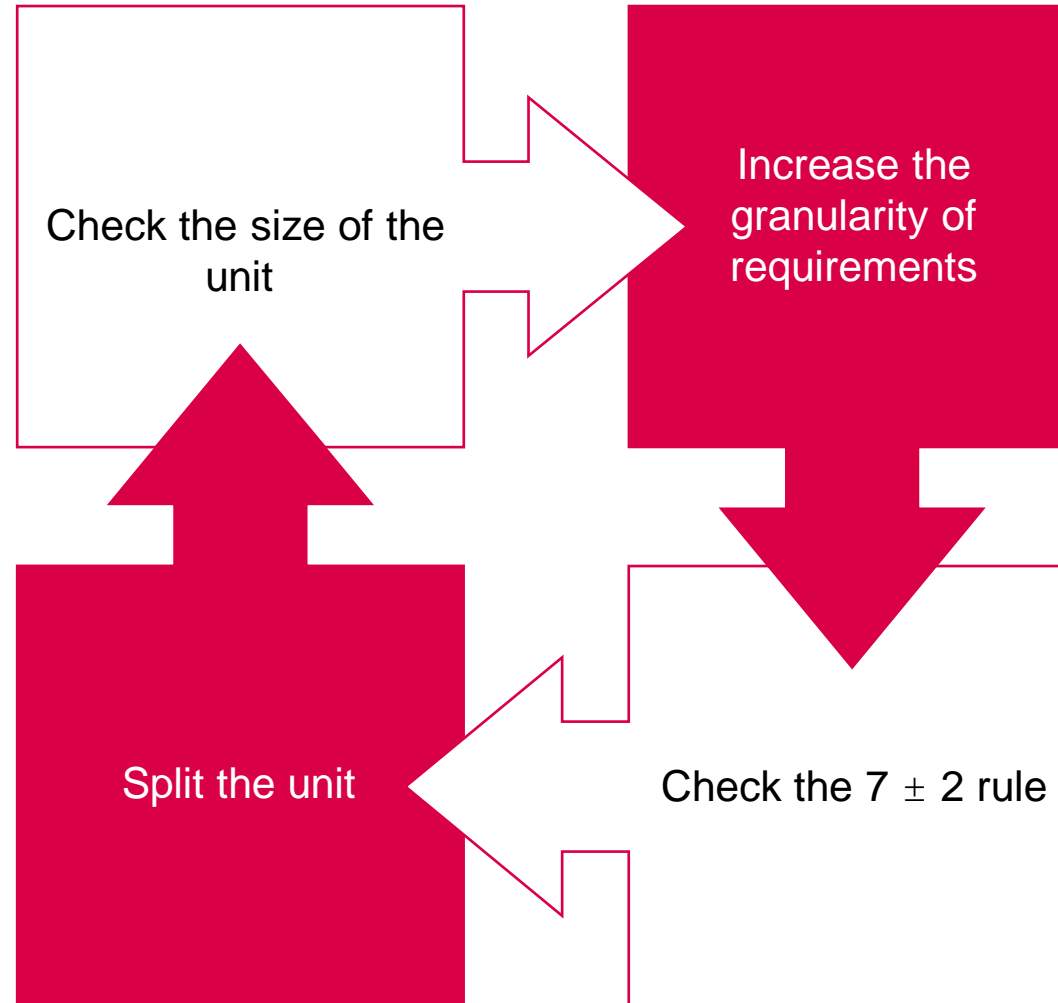 Check the size of the
unit
Increase the
granularity of
requirements
Split the unit
Check the 7 ± 2 rule